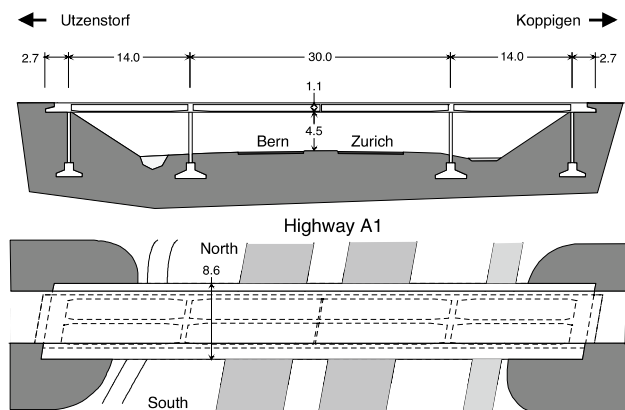 Utzenstorf Koppigen
2.7 14.0 30.0 14.0 2.7
1.1
4.5
Bern Zurich
Highway A1
North
8.6
South